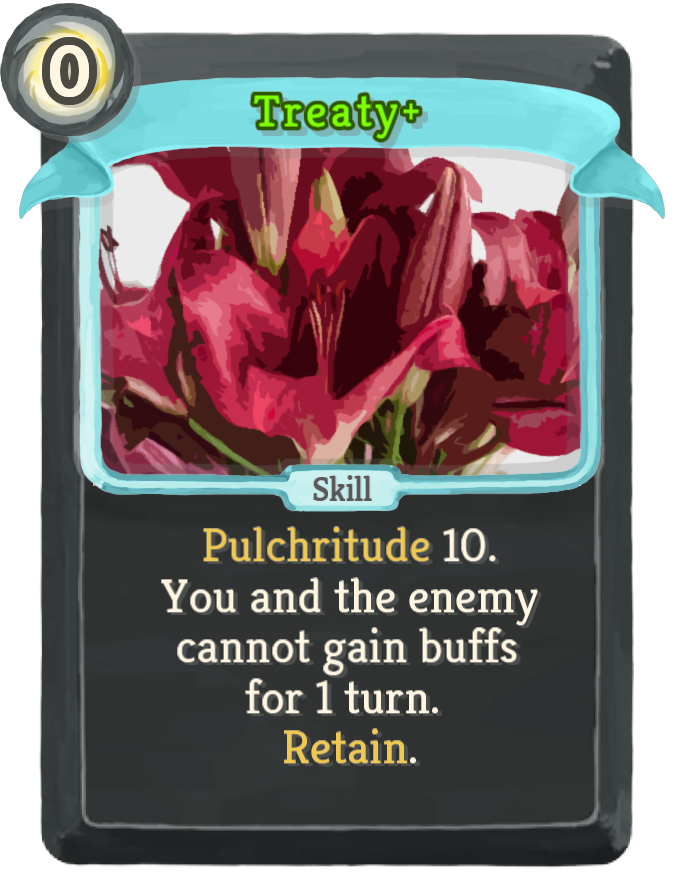 0
Treaty+
Skill
Pulchritude 10.
You and the enemy
cannot gain buffs
for 1 turn.
Retain.